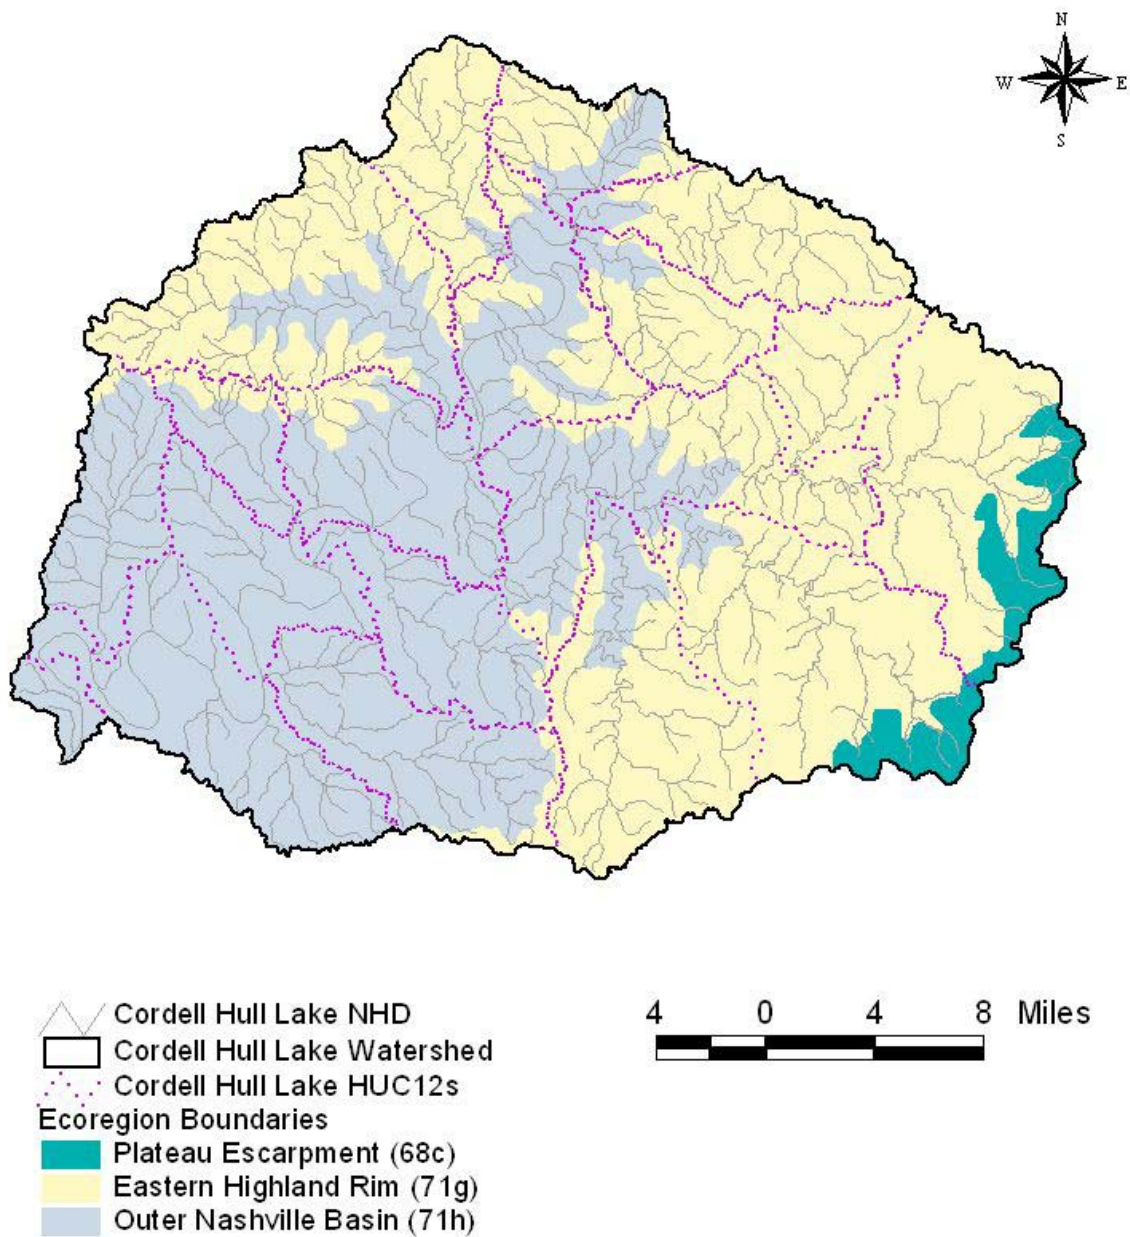 N
W E
S
Cordell Hull Lake NHD
Cordell Hull Lake Watershed
Cordell Hull Lake HUC12s
Ecoregion Boundaries
Plateau Escarpment (68c)
Eastern Highland Rim (71g)
Outer Nashville Basin (71h)
4 0 4 8 Miles